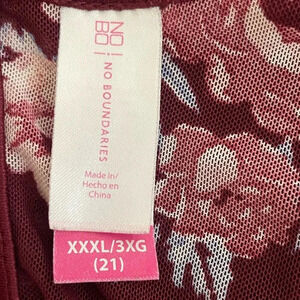 NO
BO
NO BOUNDARIES
Made in/
Hecho en
China
XXXL/3XG
(21)